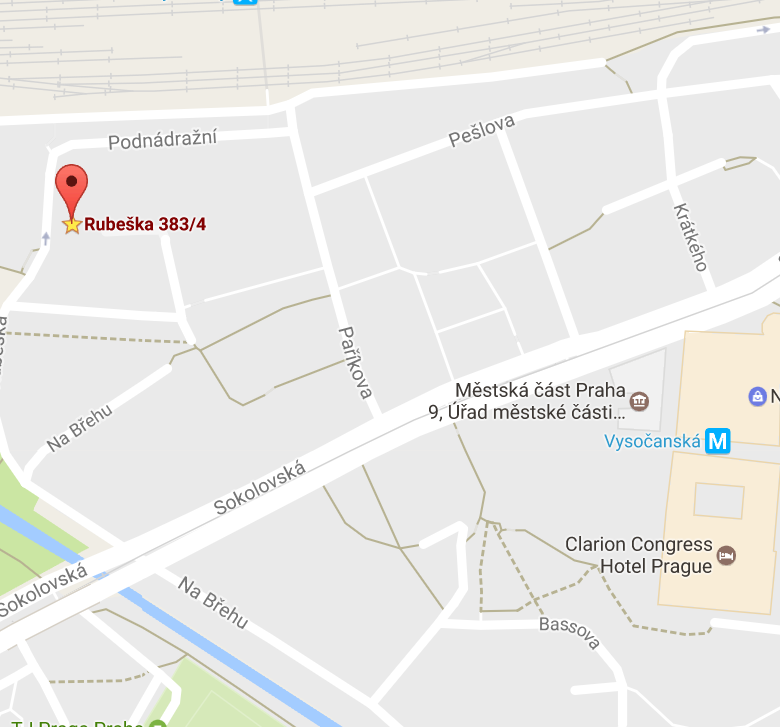 Podnádražní
Pešlova
Rubeška 383/4
Krátkého
Paříkova
Městská část Praha
9, Úřad městské části...
N
Vysočanská M
Na Břehu
Sokolovská
Clarion Congress
Hotel Prague
Sokolovská
Na Břehu
Bassova